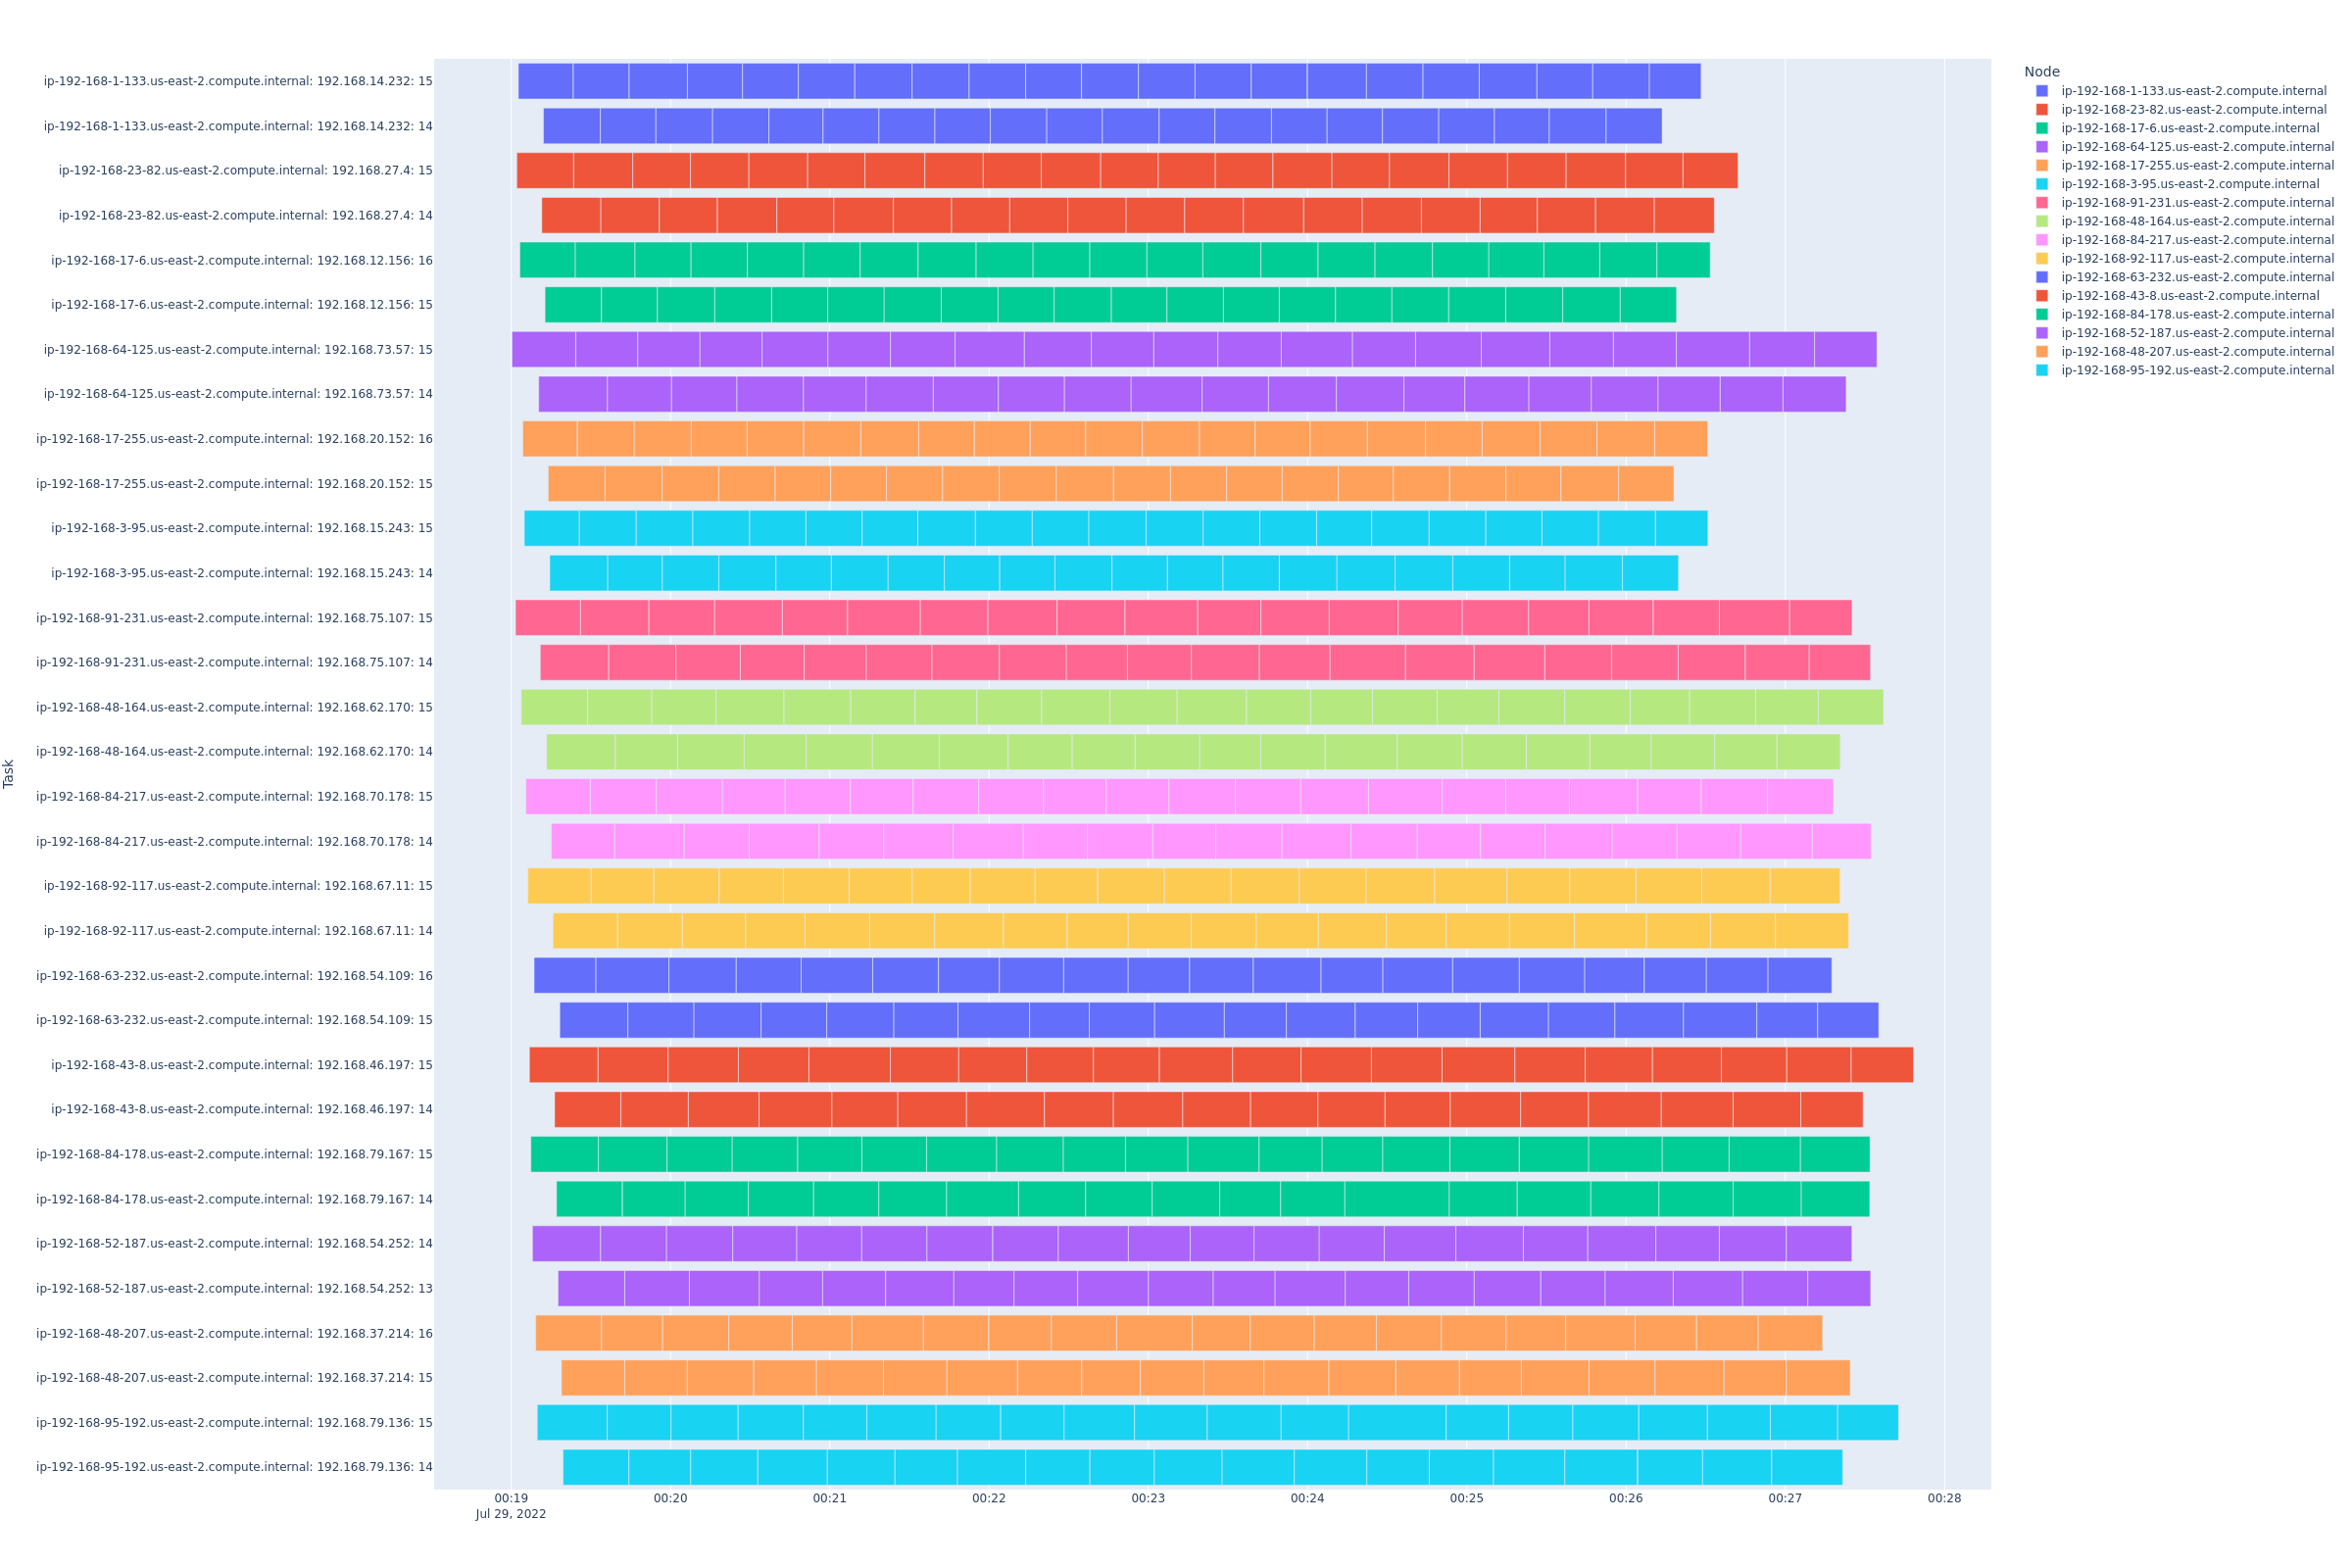 ip-192-168-1-133.us-east-2.compute.internal: 192.168.14.232: 15
ip-192-168-1-133.us-east-2.compute.internal: 192.168.14.232: 14
ip-192-168-23-82.us-east-2.compute.internal: 192.168.27.4: 15
ip-192-168-23-82.us-east-2.compute.internal: 192.168.27.4: 14
ip-192-168-17-6.us-east-2.compute.internal: 192.168.12.156: 16
ip-192-168-17-6.us-east-2.compute.internal: 192.168.12.156: 15
ip-192-168-64-125.us-east-2.compute.internal: 192.168.73.57: 15
ip-192-168-64-125.us-east-2.compute.internal: 192.168.73.57: 14
ip-192-168-17-255.us-east-2.compute.internal: 192.168.20.152: 16
ip-192-168-17-255.us-east-2.compute.internal: 192.168.20.152: 15
ip-192-168-3-95.us-east-2.compute.internal: 192.168.15.243: 15
ip-192-168-3-95.us-east-2.compute.internal: 192.168.15.243: 14
ip-192-168-91-231.us-east-2.compute.internal: 192.168.75.107: 15
ip-192-168-91-231.us-east-2.compute.internal: 192.168.75.107: 14
ip-192-168-48-164.us-east-2.compute.internal: 192.168.62.170: 15
ip-192-168-48-164.us-east-2.compute.internal: 192.168.62.170: 14
ip-192-168-84-217.us-east-2.compute.internal: 192.168.70.178: 15
ip-192-168-84-217.us-east-2.compute.internal: 192.168.70.178: 14
ip-192-168-92-117.us-east-2.compute.internal: 192.168.67.11: 15
ip-192-168-92-117.us-east-2.compute.internal: 192.168.67.11: 14
ip-192-168-63-232.us-east-2.compute.internal: 192.168.54.109: 16
ip-192-168-63-232.us-east-2.compute.internal: 192.168.54.109: 15
ip-192-168-43-8.us-east-2.compute.internal: 192.168.46.197: 15
ip-192-168-43-8.us-east-2.compute.internal: 192.168.46.197: 14
ip-192-168-84-178.us-east-2.compute.internal: 192.168.79.167: 15
ip-192-168-84-178.us-east-2.compute.internal: 192.168.79.167: 14
ip-192-168-52-187.us-east-2.compute.internal: 192.168.54.252: 14
ip-192-168-52-187.us-east-2.compute.internal: 192.168.54.252: 13
ip-192-168-48-207.us-east-2.compute.internal: 192.168.37.214: 16
ip-192-168-48-207.us-east-2.compute.internal: 192.168.37.214: 15
ip-192-168-95-192.us-east-2.compute.internal: 192.168.79.136: 15
ip-192-168-95-192.us-east-2.compute.internal: 192.168.79.136: 14
Task
00:19 00:20 00:21 00:22 00:23 00:24 00:25 00:26 00:27 00:28
Jul 29, 2022
Node
ip-192-168-1-133.us-east-2.compute.internal
ip-192-168-23-82.us-east-2.compute.internal
ip-192-168-17-6.us-east-2.compute.internal
ip-192-168-64-125.us-east-2.compute.internal
ip-192-168-17-255.us-east-2.compute.internal
ip-192-168-3-95.us-east-2.compute.internal
ip-192-168-91-231.us-east-2.compute.internal
ip-192-168-48-164.us-east-2.compute.internal
ip-192-168-84-217.us-east-2.compute.internal
ip-192-168-92-117.us-east-2.compute.internal
ip-192-168-63-232.us-east-2.compute.internal
ip-192-168-43-8.us-east-2.compute.internal
ip-192-168-84-178.us-east-2.compute.internal
ip-192-168-52-187.us-east-2.compute.internal
ip-192-168-48-207.us-east-2.compute.internal
ip-192-168-95-192.us-east-2.compute.internal